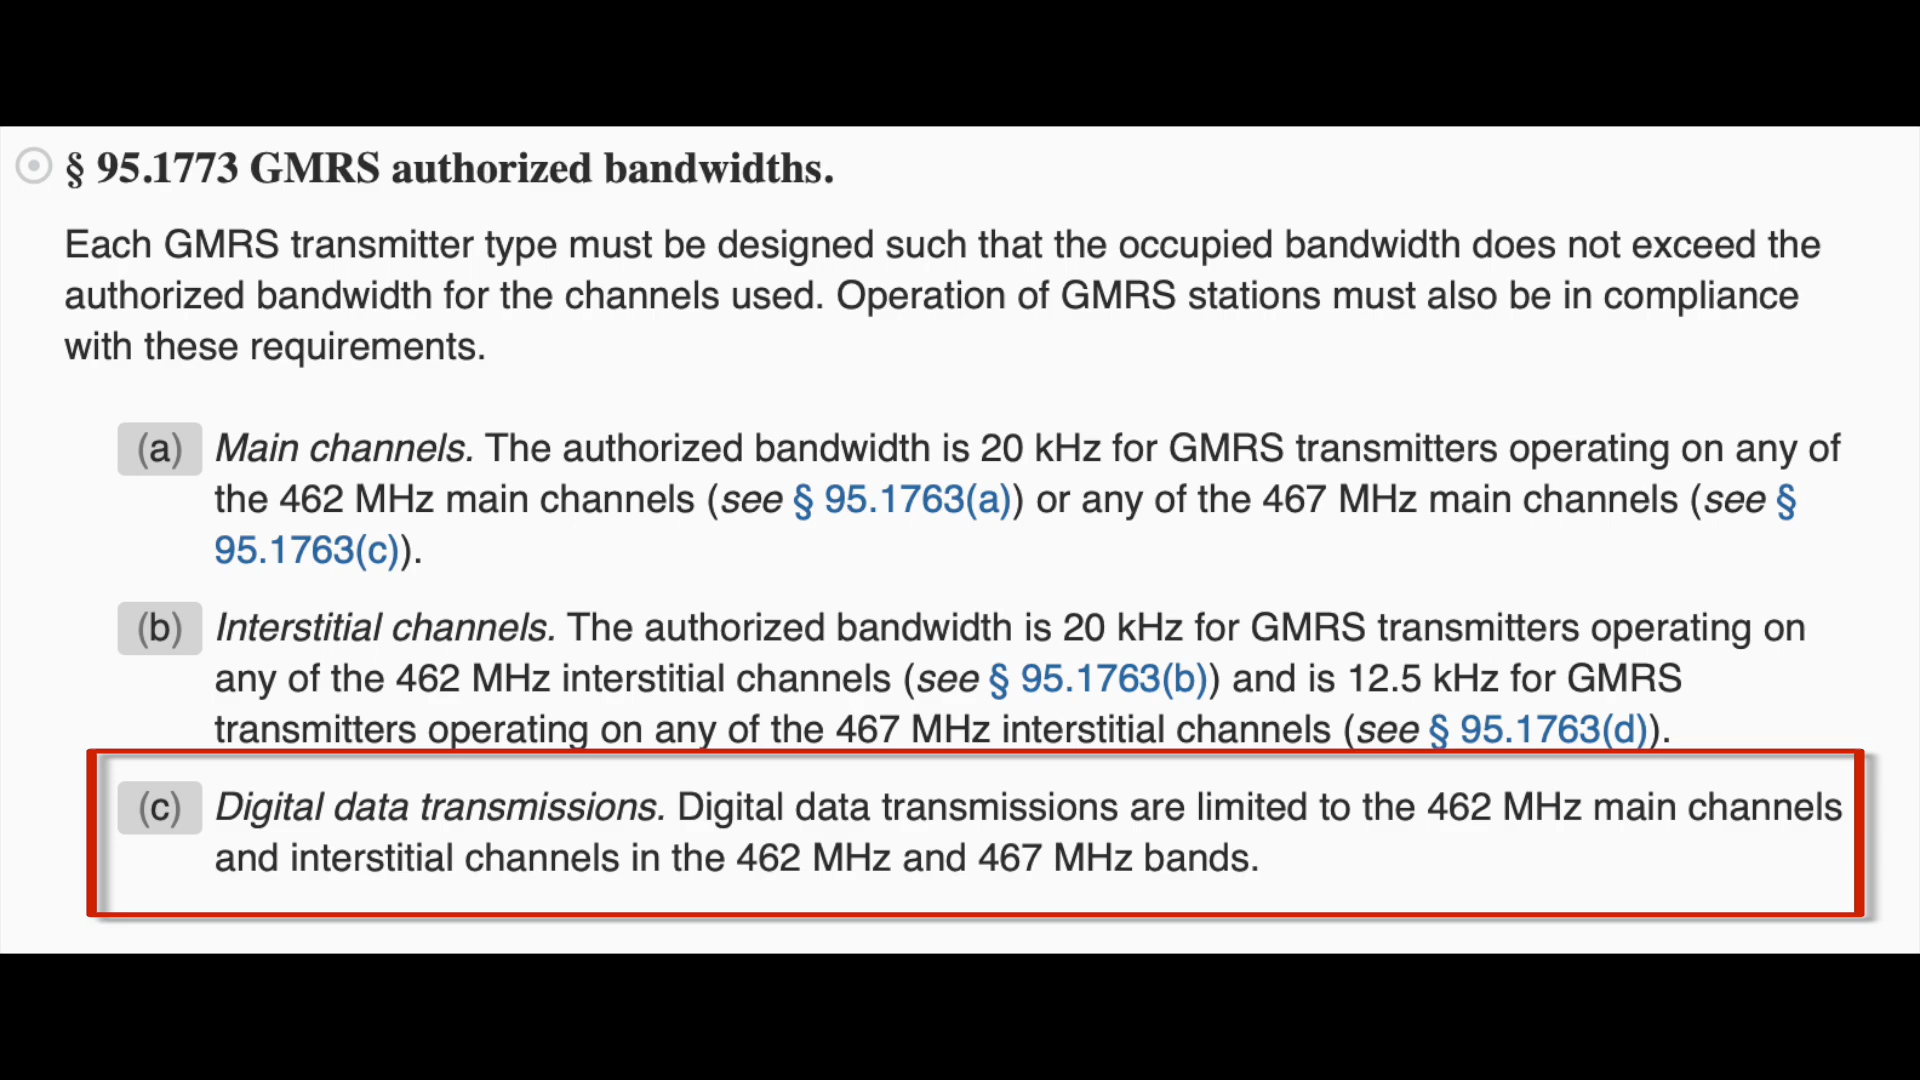 § 95.1773 GMRS authorized bandwidths.
Each GMRS transmitter type must be designed such that the occupied bandwidth does not exceed the
authorized bandwidth for the channels used. Operation of GMRS stations must also be in compliance
with these requirements.
(a) Main channels. The authorized bandwidth is 20 kHz for GMRS transmitters operating on any of
the 462 MHz main channels (see § 95.1763(a)) or any of the 467 MHz main channels (see §
95.1763(c)).
(b) Interstitial channels. The authorized bandwidth is 20 kHz for GMRS transmitters operating on
any of the 462 MHz interstitial channels (see § 95.1763(b)) and is 12.5 kHz for GMRS
transmitters operating on any of the 467 MHz interstitial channels (see § 95.1763(d)).
(c) Digital data transmissions. Digital data transmissions are limited to the 462 MHz main channels
and interstitial channels in the 462 MHz and 467 MHz bands.